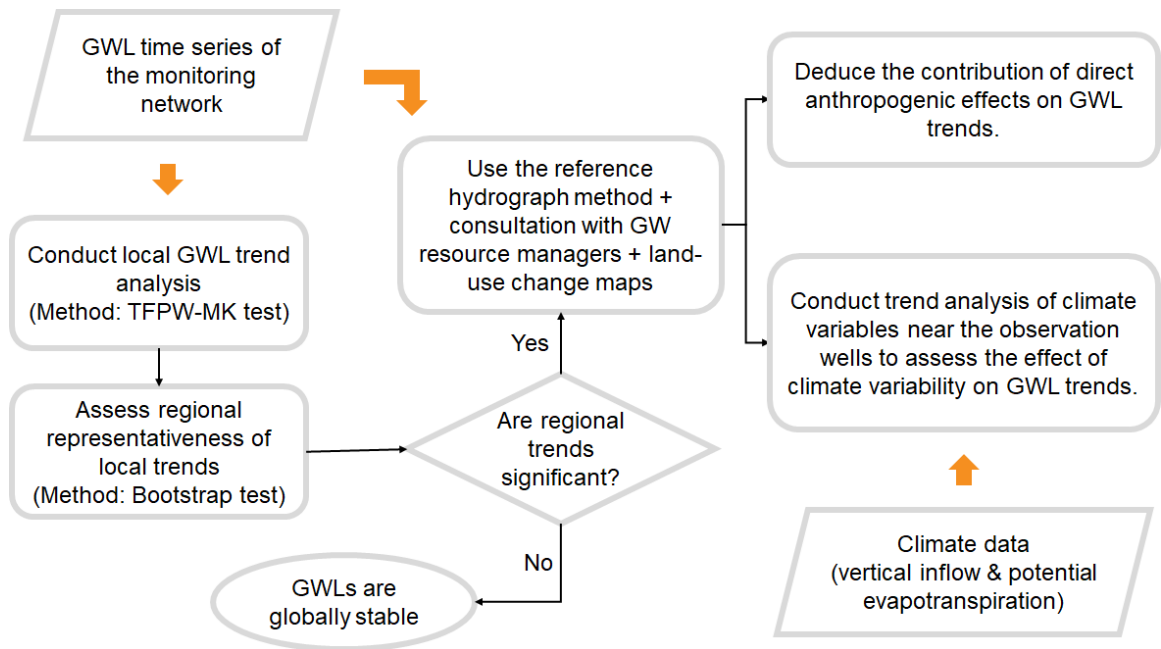 GWL time series of
the monitoring
network
Conduct local GWL trend
analysis
(Method: TFPW-MK test)
Assess regional
representativeness of
local trends
(Method: Bootstrap test)
Are regional
trends
significant?
Yes
No
GWLs are
globally stable
Use the reference
hydrograph method +
consultation with GW
resource managers + land-
use change maps
Deduce the contribution of direct
anthropogenic effects on GWL
trends.
Conduct trend analysis of climate
variables near the observation
wells to assess the effect of
climate variability on GWL trends.
Climate data
(vertical inflow & potential
evapotranspiration)